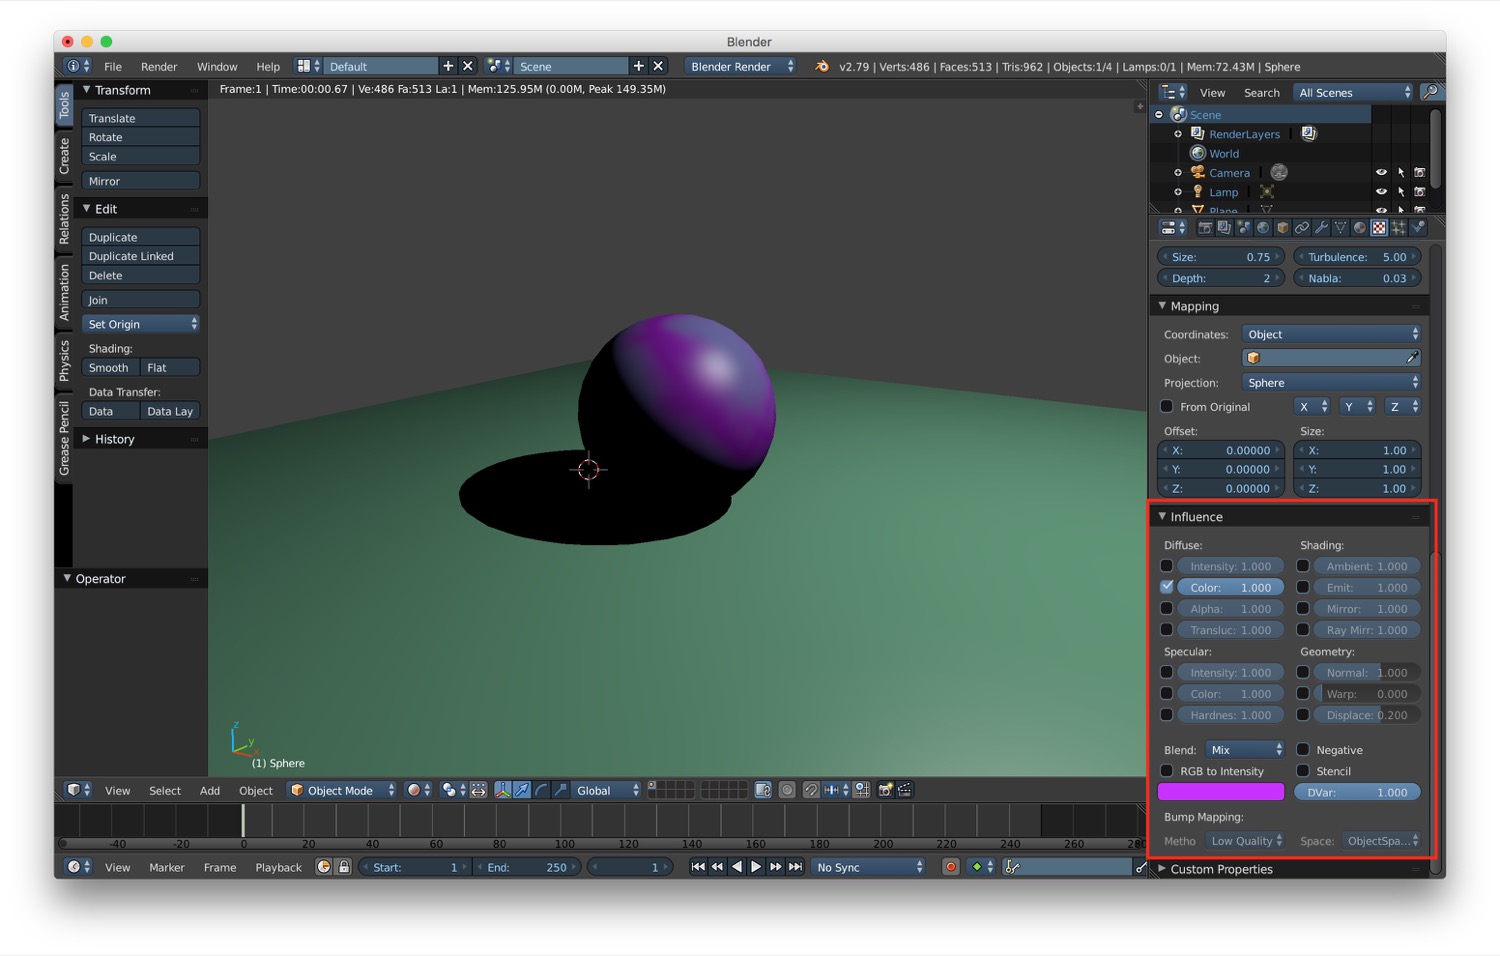 Blender
File Render Window Help Default Scene Blender Render v2.79 | Verts:486 | Faces:513 | Tris:962 | Objects:1/4 | Lamps:0/1 | Mem:72.43M | Sphere
Tools
Create
Relations
Animation
Physics
Grease Pencil
Transform
Translate
Rotate
Scale
Mirror
Edit
Duplicate
Duplicate Linked
Delete
Join
Set Origin
Shading:
Smooth Flat
Data Transfer:
Data Data Lay
History
Operator
Frame:1 | Time:00:00.67 | Ve:486 Fa:513 La:1 | Mem:125.95M (0.00M, Peak 149.35M)
z
y
x
(1) Sphere
View Select Add Object Object Mode Global
-40 -20 0 20 40 60 80 100 120 140 160 180 200 220 240 260 280
View Marker Frame Playback Start: 1 End: 250 1 No Sync
View Search All Scenes
Scene
RenderLayers
World
Camera
Lamp
Plane
Size: 0.75 Turbulence: 5.00
Depth: 2 Nabla: 0.03
Mapping
Coordinates: Object
Object:
Projection: Sphere
From Original X Y Z
Offset: Size:
X: 0.00000 X: 1.00
Y: 0.00000 Y: 1.00
Z: 0.00000 Z: 1.00
Influence
Diffuse: Shading:
Intensity: 1.000 Ambient: 1.000
Color: 1.000 Emit: 1.000
Alpha: 1.000 Mirror: 1.000
Transluc: 1.000 Ray Mirr: 1.000
Specular: Geometry:
Intensity: 1.000 Normal: 1.000
Color: 1.000 Warp: 0.000
Hardnes: 1.000 Displace: 0.200
Blend: Mix Negative
RGB to Intensity Stencil
DVar: 1.000
Bump Mapping:
Metho Low Quality Space: ObjectSpa...
Custom Properties